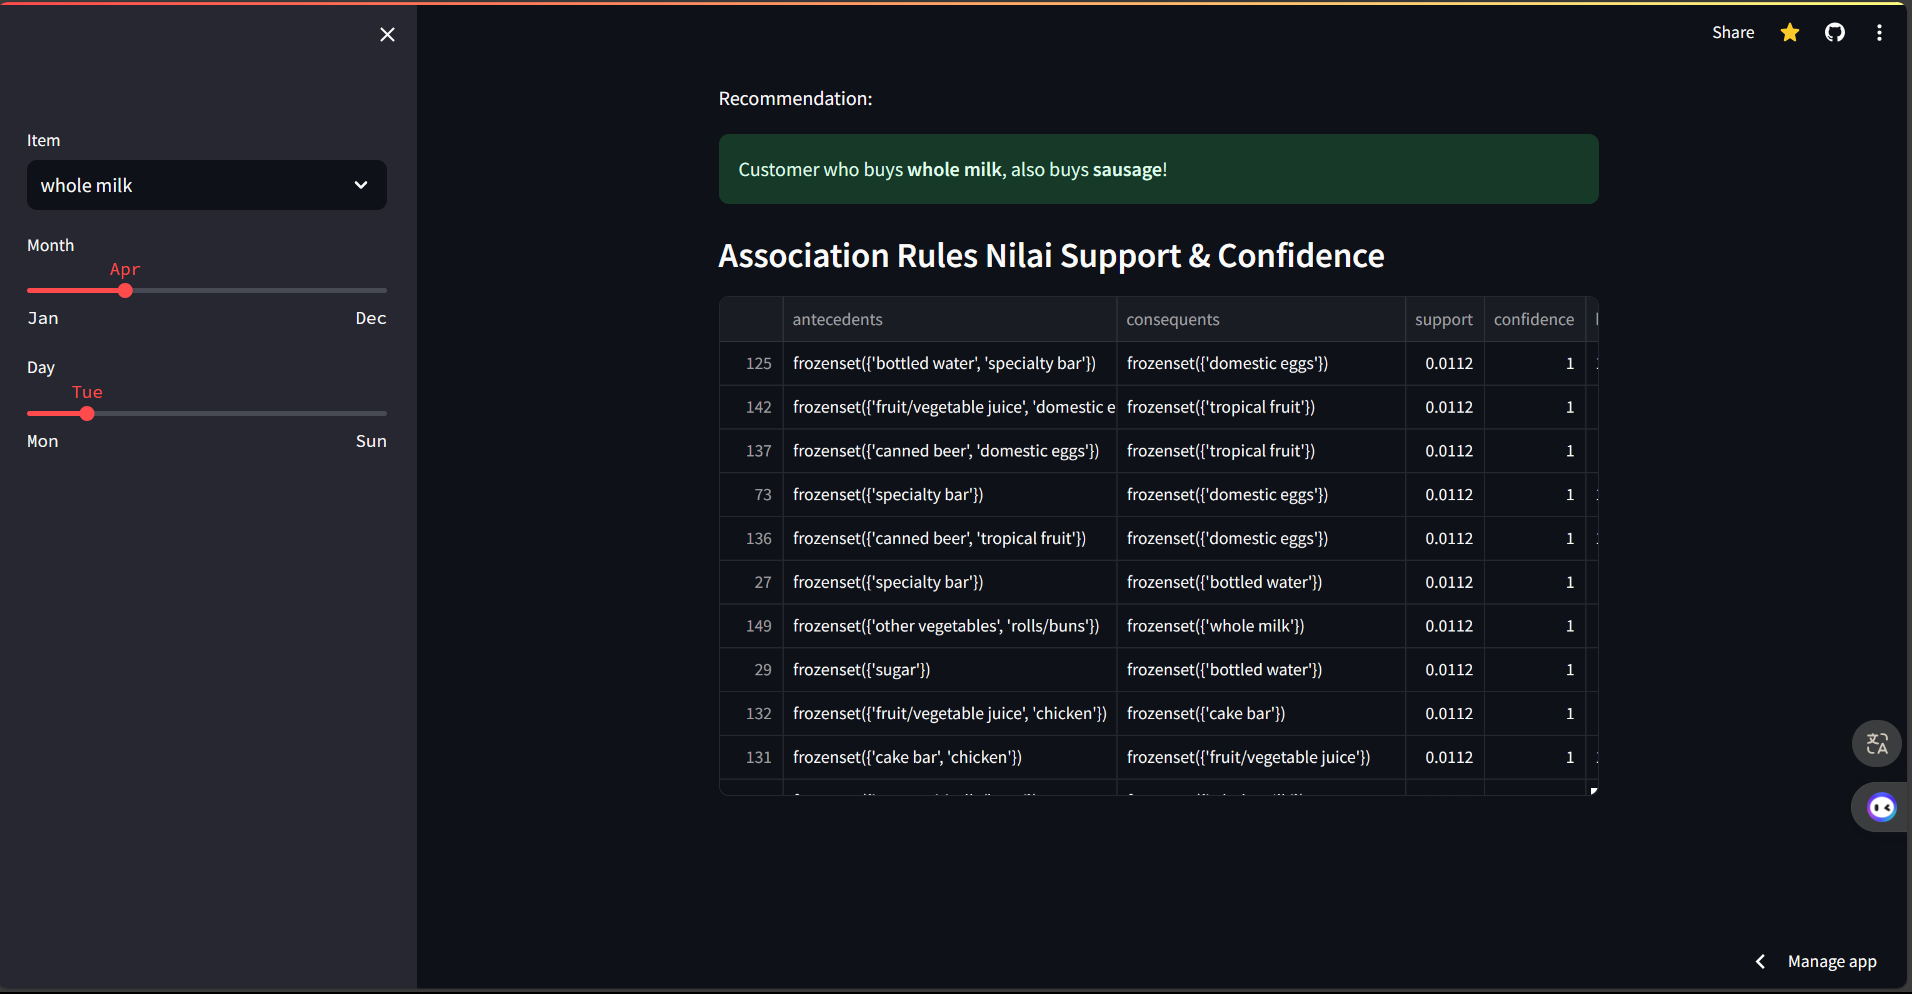 Share
Item
whole milk
Month
Apr
Jan Dec
Day
Tue
Mon Sun
Recommendation:
Customer who buys whole milk, also buys sausage!
Association Rules Nilai Support & Confidence
antecedents consequents support confidence
125 frozenset({'bottled water', 'specialty bar'}) frozenset({'domestic eggs'}) 0.0112 1
142 frozenset({'fruit/vegetable juice', 'domestic e frozenset({'tropical fruit'}) 0.0112 1
137 frozenset({'canned beer', 'domestic eggs'}) frozenset({'tropical fruit'}) 0.0112 1
73 frozenset({'specialty bar'}) frozenset({'domestic eggs'}) 0.0112 1
136 frozenset({'canned beer', 'tropical fruit'}) frozenset({'domestic eggs'}) 0.0112 1
27 frozenset({'specialty bar'}) frozenset({'bottled water'}) 0.0112 1
149 frozenset({'other vegetables', 'rolls/buns'}) frozenset({'whole milk'}) 0.0112 1
29 frozenset({'sugar'}) frozenset({'bottled water'}) 0.0112 1
132 frozenset({'fruit/vegetable juice', 'chicken'}) frozenset({'cake bar'}) 0.0112 1
131 frozenset({'cake bar', 'chicken'}) frozenset({'fruit/vegetable juice'}) 0.0112 1
Manage app